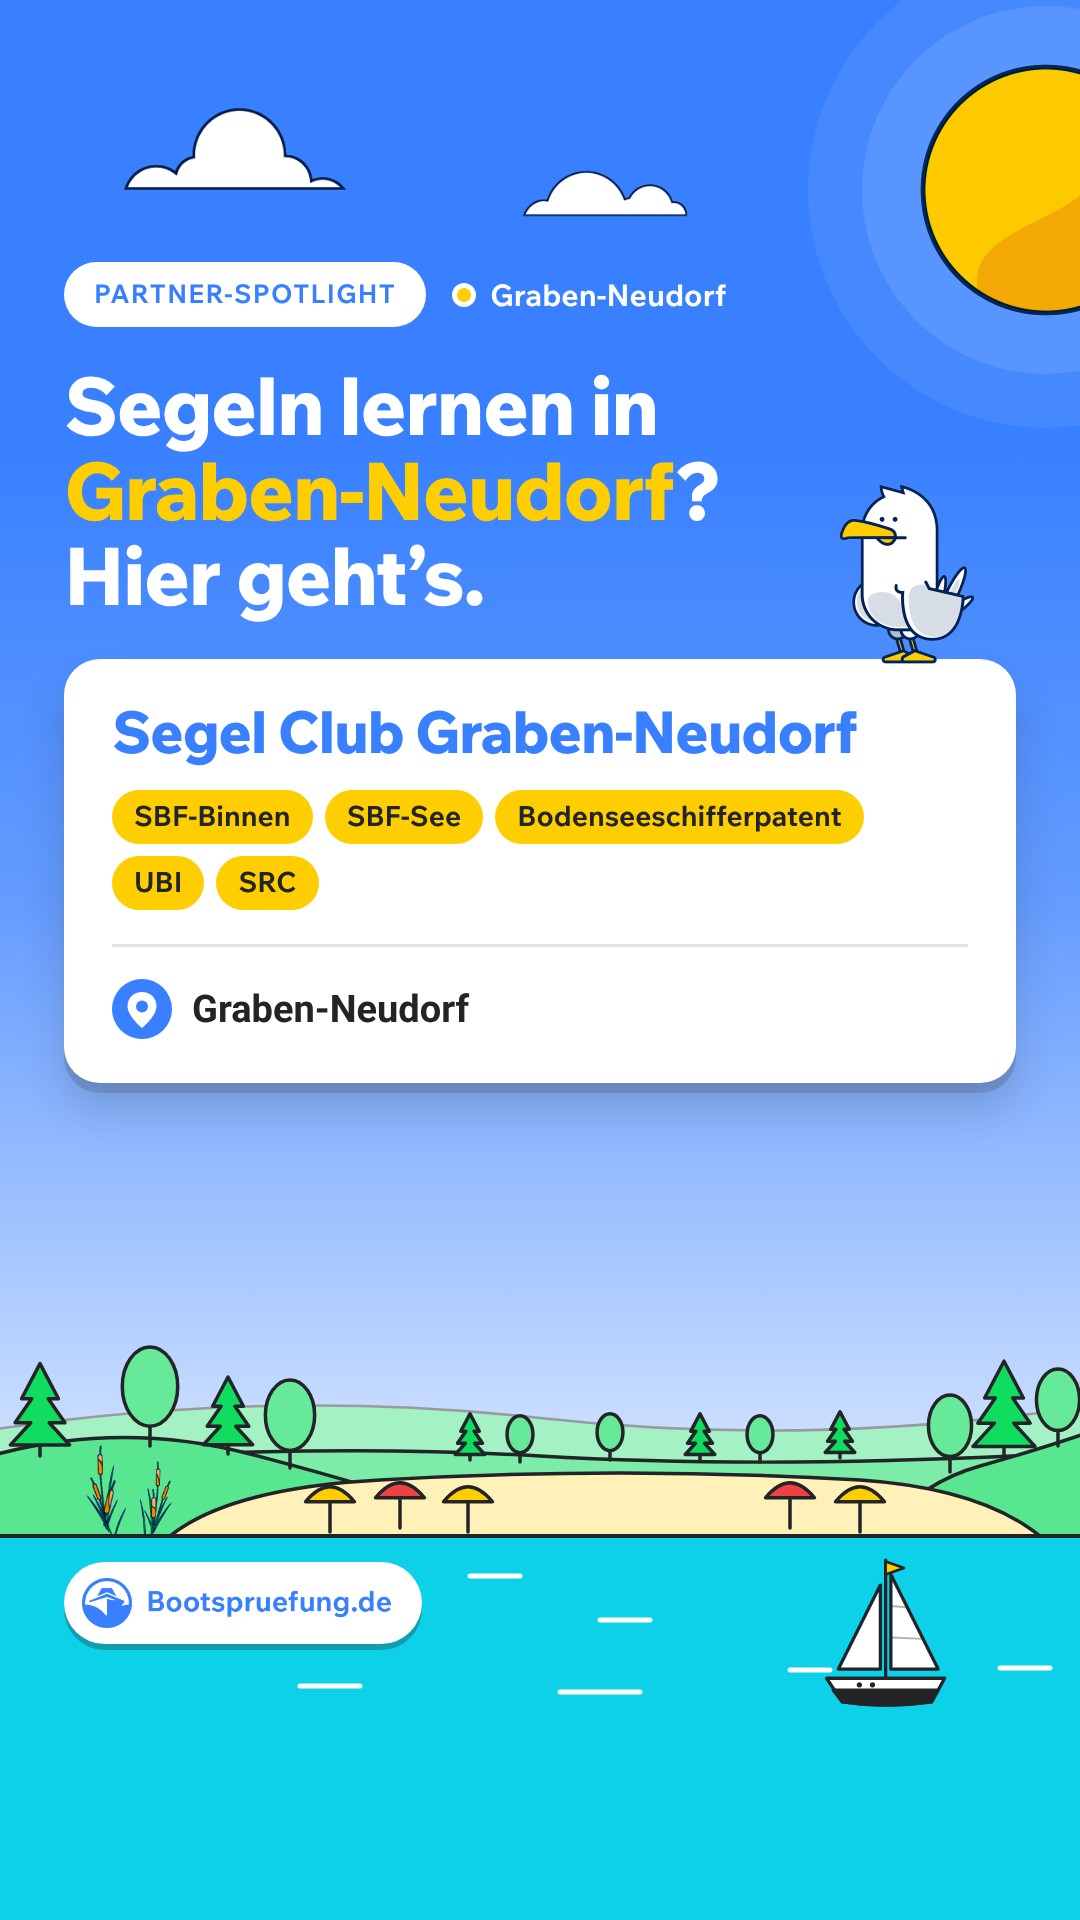 PARTNER-SPOTLIGHT
Graben-Neudorf
Segeln lernen in
Graben-Neudorf?
Hier geht’s.
Segel Club Graben-Neudorf
SBF-Binnen
SBF-See
Bodenseeschifferpatent
UBI
SRC
Graben-Neudorf
Bootspruefung.de